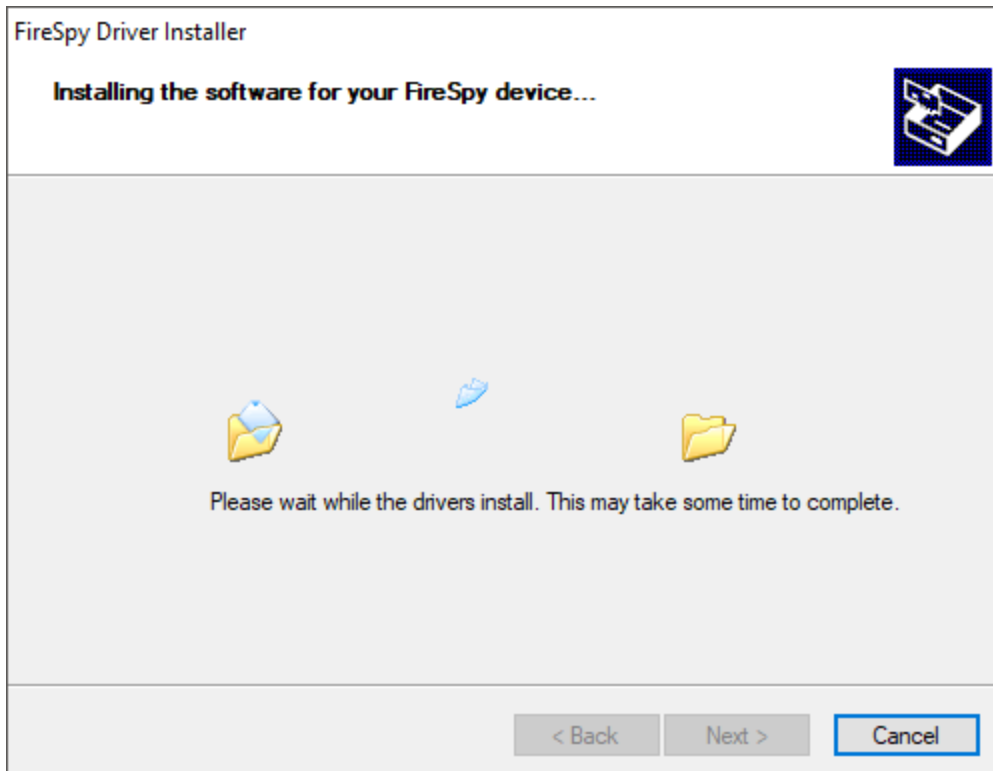 FireSpy Driver Installer
Installing the software for your FireSpy device...
Please wait while the drivers install. This may take some time to complete.
< Back
Next >
Cancel